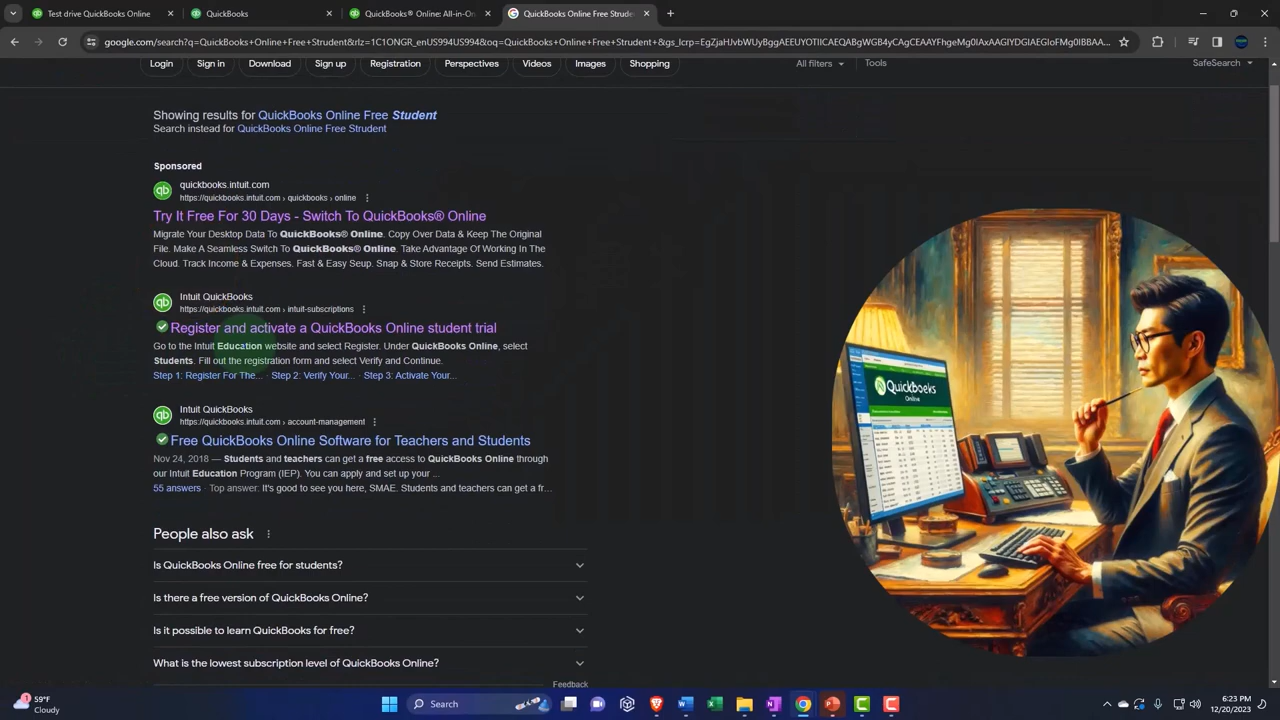 Test drive QuickBooks Online
QuickBooks
QuickBooks® Online: All-in-On
QuickBooks Online Free Studen
google.com/search?q=QuickBooks+Online+Free+Student&rlz=1C1ONGR_enUS994US994&oq=QuickBooks+Online+Free+Student+&gs_lcrp=EgZjaHJvbWUyBggAEEUYOTIICAEQABgWGB4yCAgCEAAYFhgeMg0IAxAAGIYDGIAEGIoFMg0IBBAA...
Login
Sign in
Download
Sign up
Registration
Perspectives
Videos
Images
Shopping
All filters
Tools
SafeSearch
Showing results for QuickBooks Online Free Student
Search instead for QuickBooks Online Free Strudent
Sponsored
quickbooks.intuit.com
https://quickbooks.intuit.com › quickbooks › online
Try It Free For 30 Days - Switch To QuickBooks® Online
Migrate Your Desktop Data To QuickBooks® Online. Copy Over Data & Keep The Original
File. Make A Seamless Switch To QuickBooks® Online. Take Advantage Of Working In The
Cloud. Track Income & Expenses. Fast & Easy Setup. Snap & Store Receipts. Send Estimates.
Intuit QuickBooks
https://quickbooks.intuit.com › intuit-subscriptions
Register and activate a QuickBooks Online student trial
Go to the Intuit Education website and select Register. Under QuickBooks Online, select
Students. Fill out the registration form and select Verify and Continue.
Step 1: Register For The... Step 2: Verify Your... Step 3: Activate Your...
Intuit QuickBooks
https://quickbooks.intuit.com › account-management
Free QuickBooks Online Software for Teachers and Students
Nov 24, 2018 — Students and teachers can get a free access to QuickBooks Online through
our Intuit Education Program (IEP). You can apply and set up your ...
55 answers · Top answer: It's good to see you here, SMAE. Students and teachers can get a fr...
People also ask
Is QuickBooks Online free for students?
Is there a free version of QuickBooks Online?
Is it possible to learn QuickBooks for free?
What is the lowest subscription level of QuickBooks Online?
Feedback
QuickBeeks
Online
1
59°F
Cloudy
Search
6:23 PM
12/20/2023